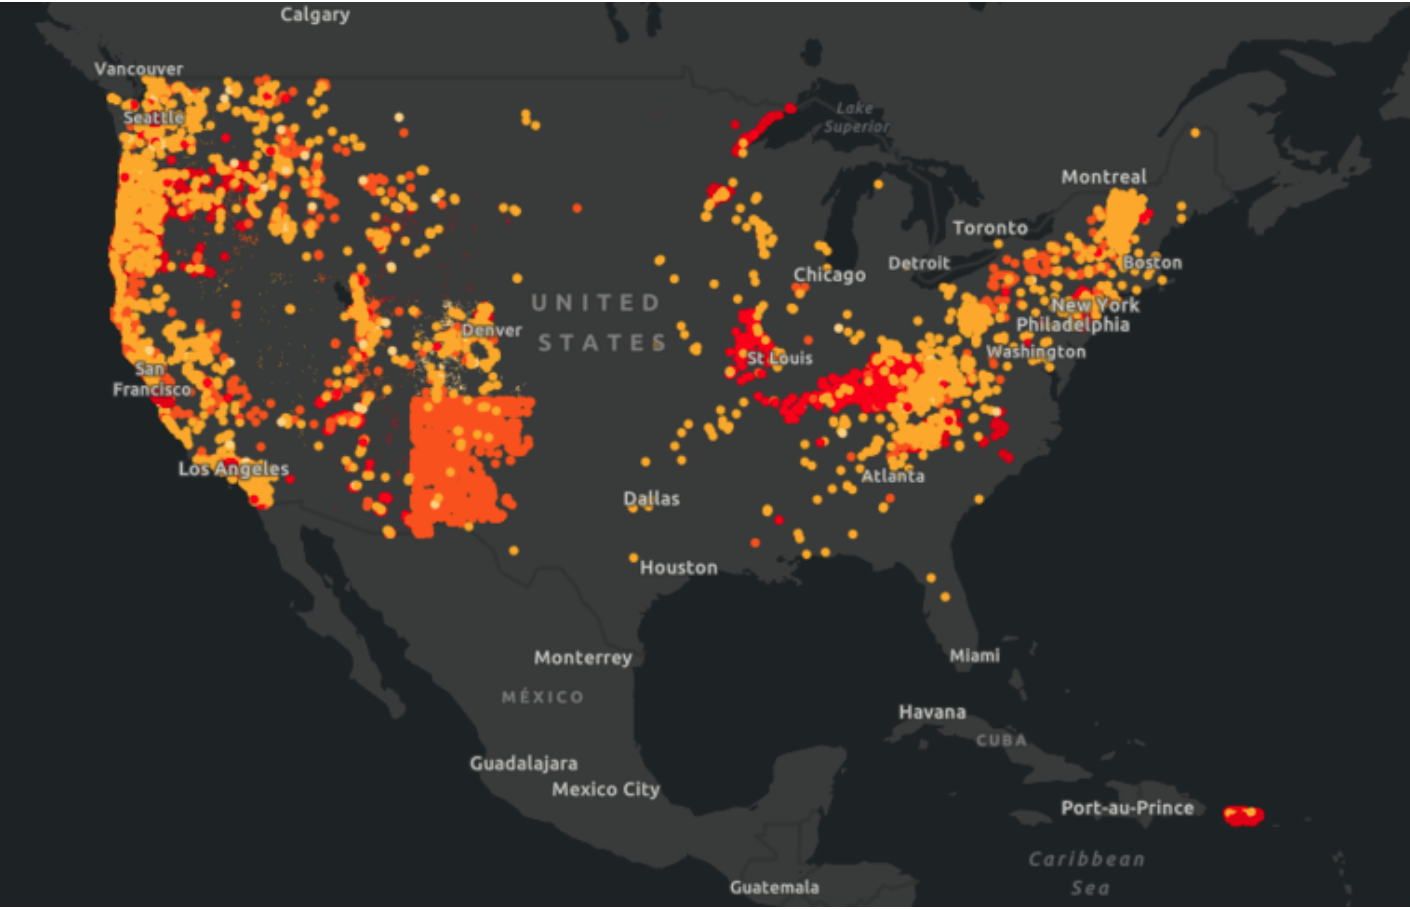 Calgary
Vancouver
Seattle
Lake
Superior
Montreal
Toronto
Boston
Detroit
Chicago
UNITED
STATES
New York
Philadelphia
Denver
Washington
St Louis
San
Francisco
Los Angeles
Atlanta
Dallas
Houston
Monterrey
Miami
MÉXICO
Havana
CUBA
Guadalajara
Mexico City
Port-au-Prince
Caribbean
Sea
Guatemala